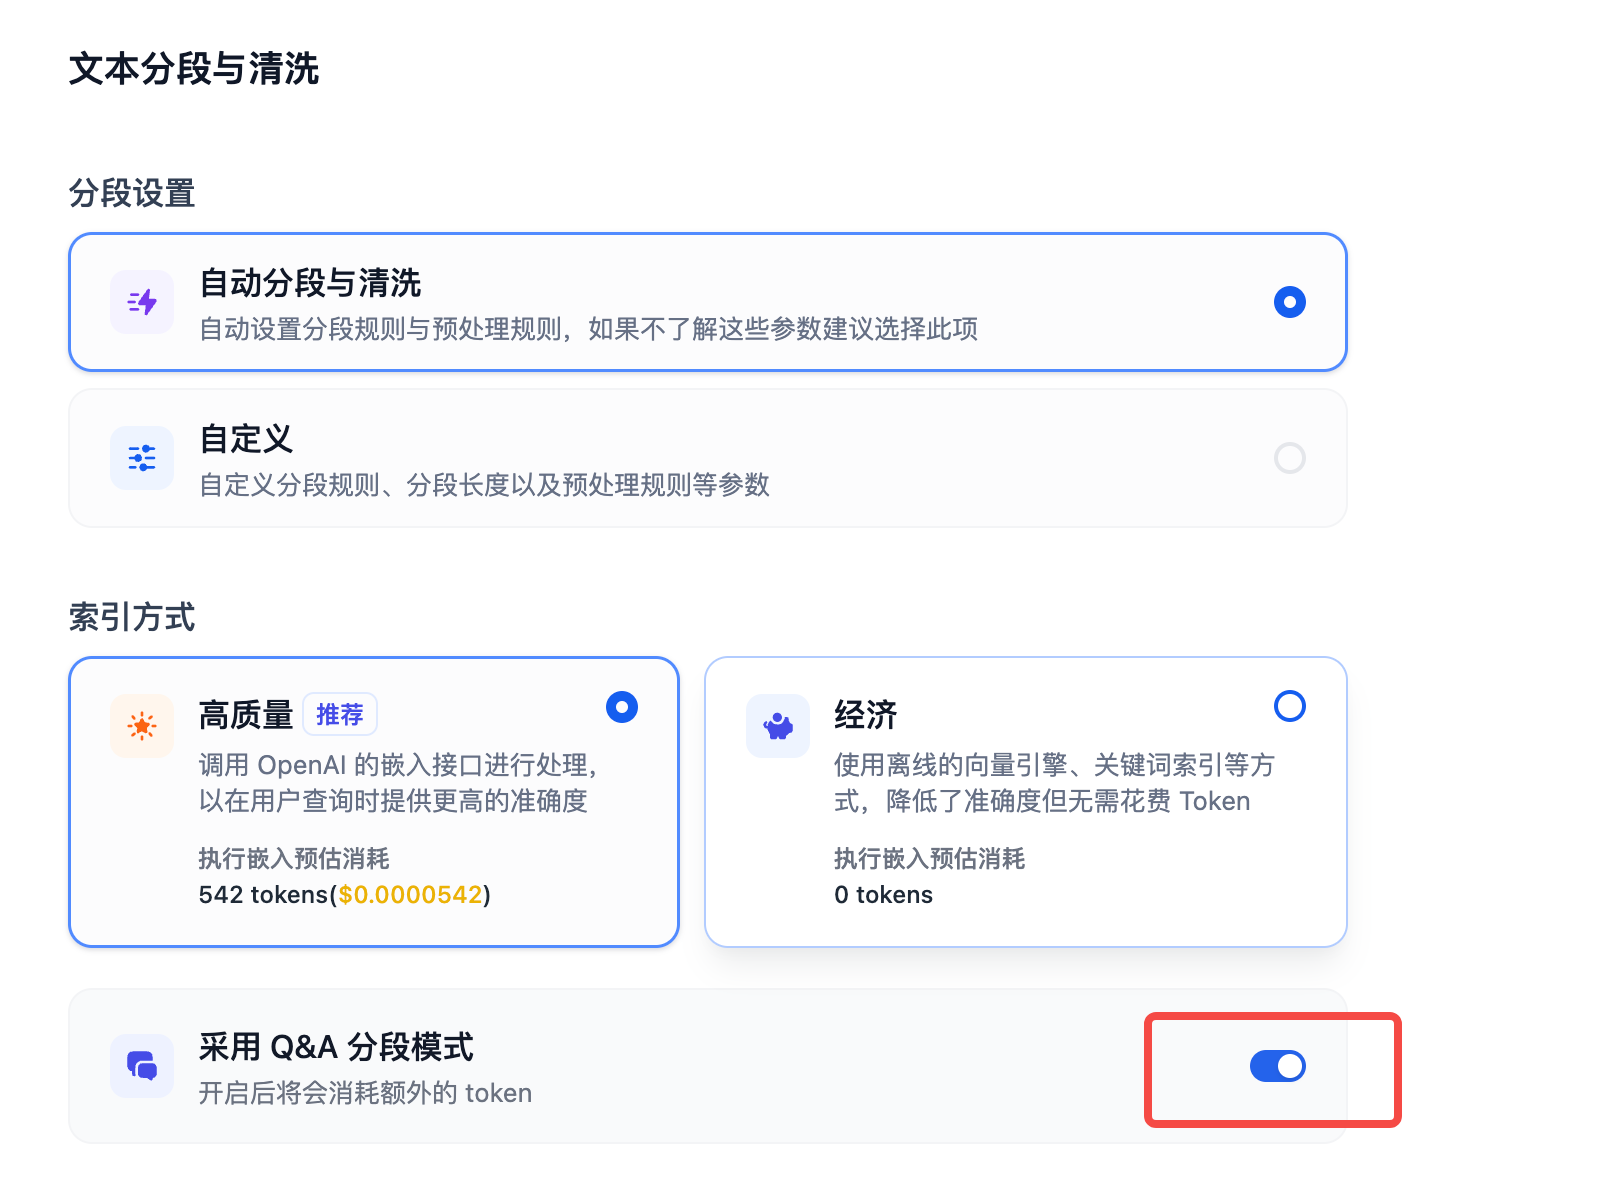 文本分段与清洗
分段设置
自动分段与清洗
自动设置分段规则与预处理规则，如果不了解这些参数建议选择此项
自定义
自定义分段规则、分段长度以及预处理规则等参数
索引方式
高质量 推荐
调用 OpenAI 的嵌入接口进行处理，
以在用户查询时提供更高的准确度
执行嵌入预估消耗
542 tokens($0.0000542)
经济
使用离线的向量引擎、关键词索引等方
式，降低了准确度但无需花费 Token
执行嵌入预估消耗
0 tokens
采用 Q&A 分段模式
开启后将会消耗额外的 token